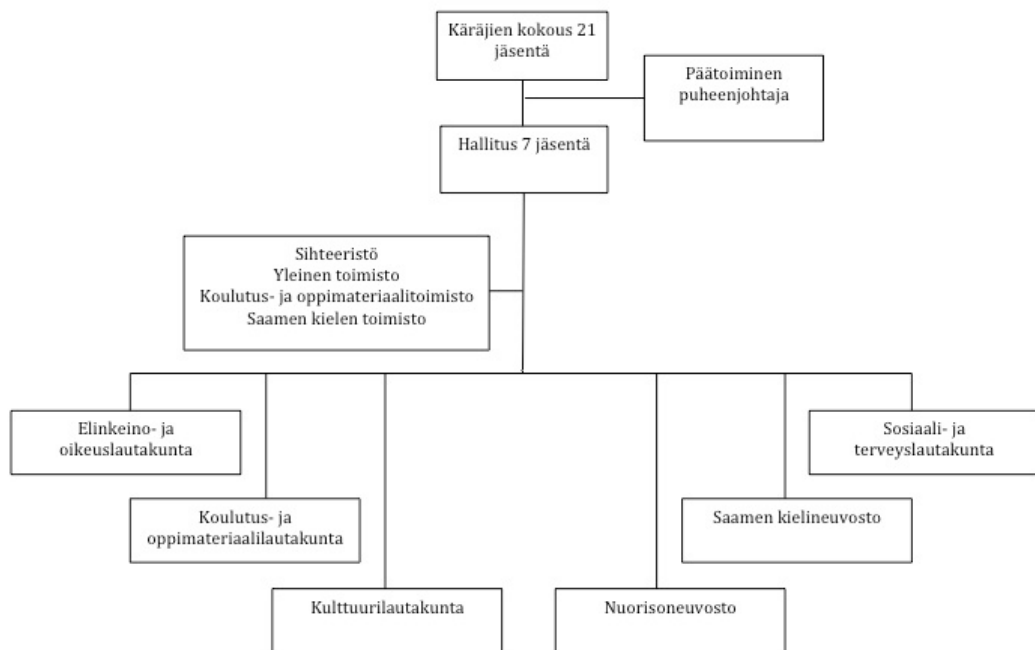 Käräjien kokous 21
jäsentä
Päätoiminen
puheenjohtaja
Hallitus 7 jäsentä
Sihteeristö
Yleinen toimisto
Koulutus- ja oppimateriaalitoimisto
Saamen kielen toimisto
Elinkeino- ja
oikeuslautakunta
Sosiaali- ja
terveyslautakunta
Koulutus- ja
oppimateriaalilautakunta
Saamen kielineuvosto
Kulttuurilautakunta
Nuorisoneuvosto